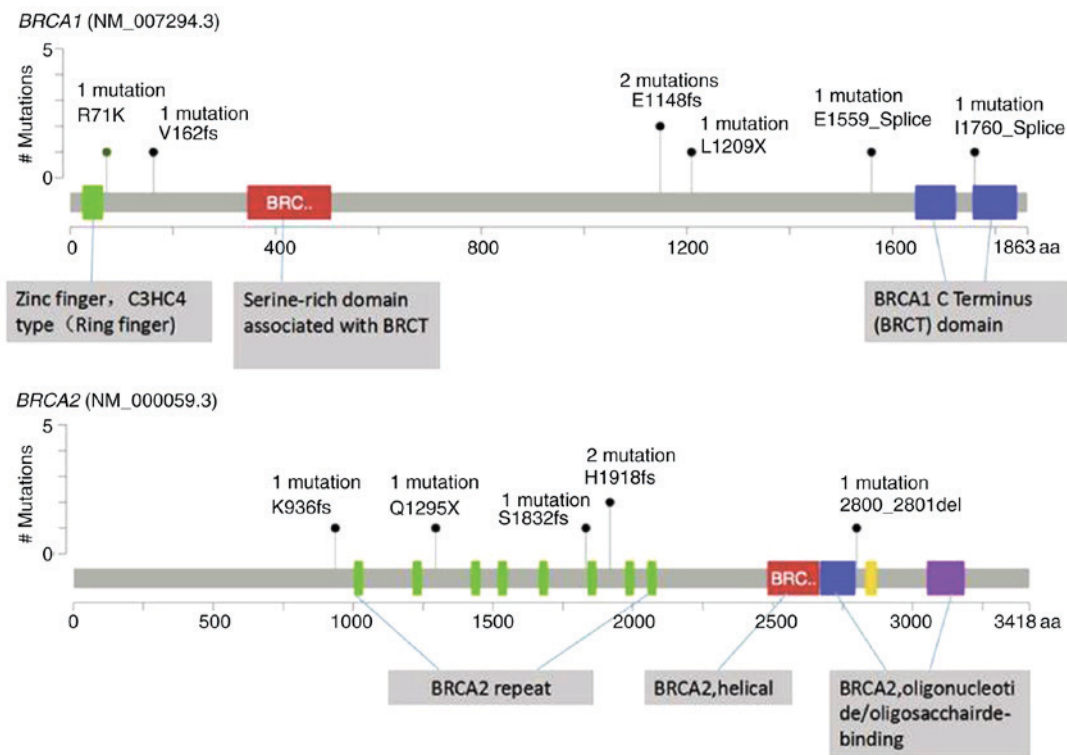 BRCA1 (NM_007294.3)
5
# Mutations
0
1 mutation
R71K
1 mutation
V162fs
2 mutations
E1148fs
1 mutation
L1209X
1 mutation
E1559_Splice
1 mutation
I1760_Splice
BRC..
0 400 800 1200 1600 1863 aa
Zinc finger, C3HC4
type (Ring finger)
Serine-rich domain
associated with BRCT
BRCA1 C Terminus
(BRCT) domain
BRCA2 (NM_000059.3)
5
# Mutations
0
1 mutation
K936fs
1 mutation
Q1295X
1 mutation
S1832fs
2 mutation
H1918fs
1 mutation
2800_2801del
BRC..
0 500 1000 1500 2000 2500 3000 3418 aa
BRCA2 repeat
BRCA2,helical
BRCA2,oligonucleoti
de/oligosacchairde-
binding